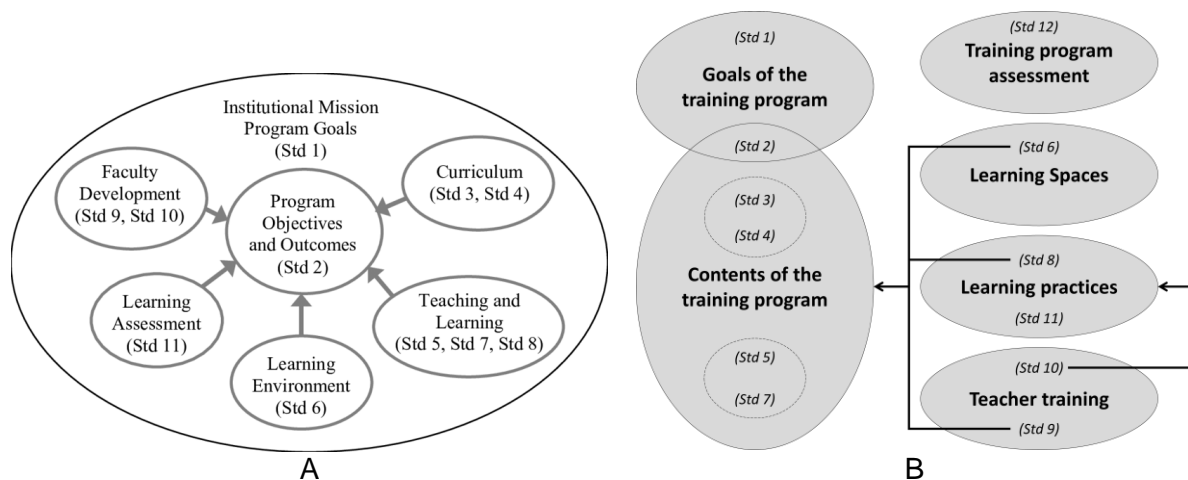 Institutional Mission
Program Goals
(Std 1)
Faculty
Development
(Std 9, Std 10)
Curriculum
(Std 3, Std 4)
Program
Objectives
and Outcomes
(Std 2)
Learning
Assessment
(Std 11)
Teaching and
Learning
(Std 5, Std 7, Std 8)
Learning
Environment
(Std 6)
A
(Std 1)
Goals of the
training program
(Std 2)
(Std 3)
(Std 4)
Contents of the
training program
(Std 5)
(Std 7)
(Std 12)
Training program
assessment
(Std 6)
Learning Spaces
(Std 8)
Learning practices
(Std 11)
(Std 10)
Teacher training
(Std 9)
B